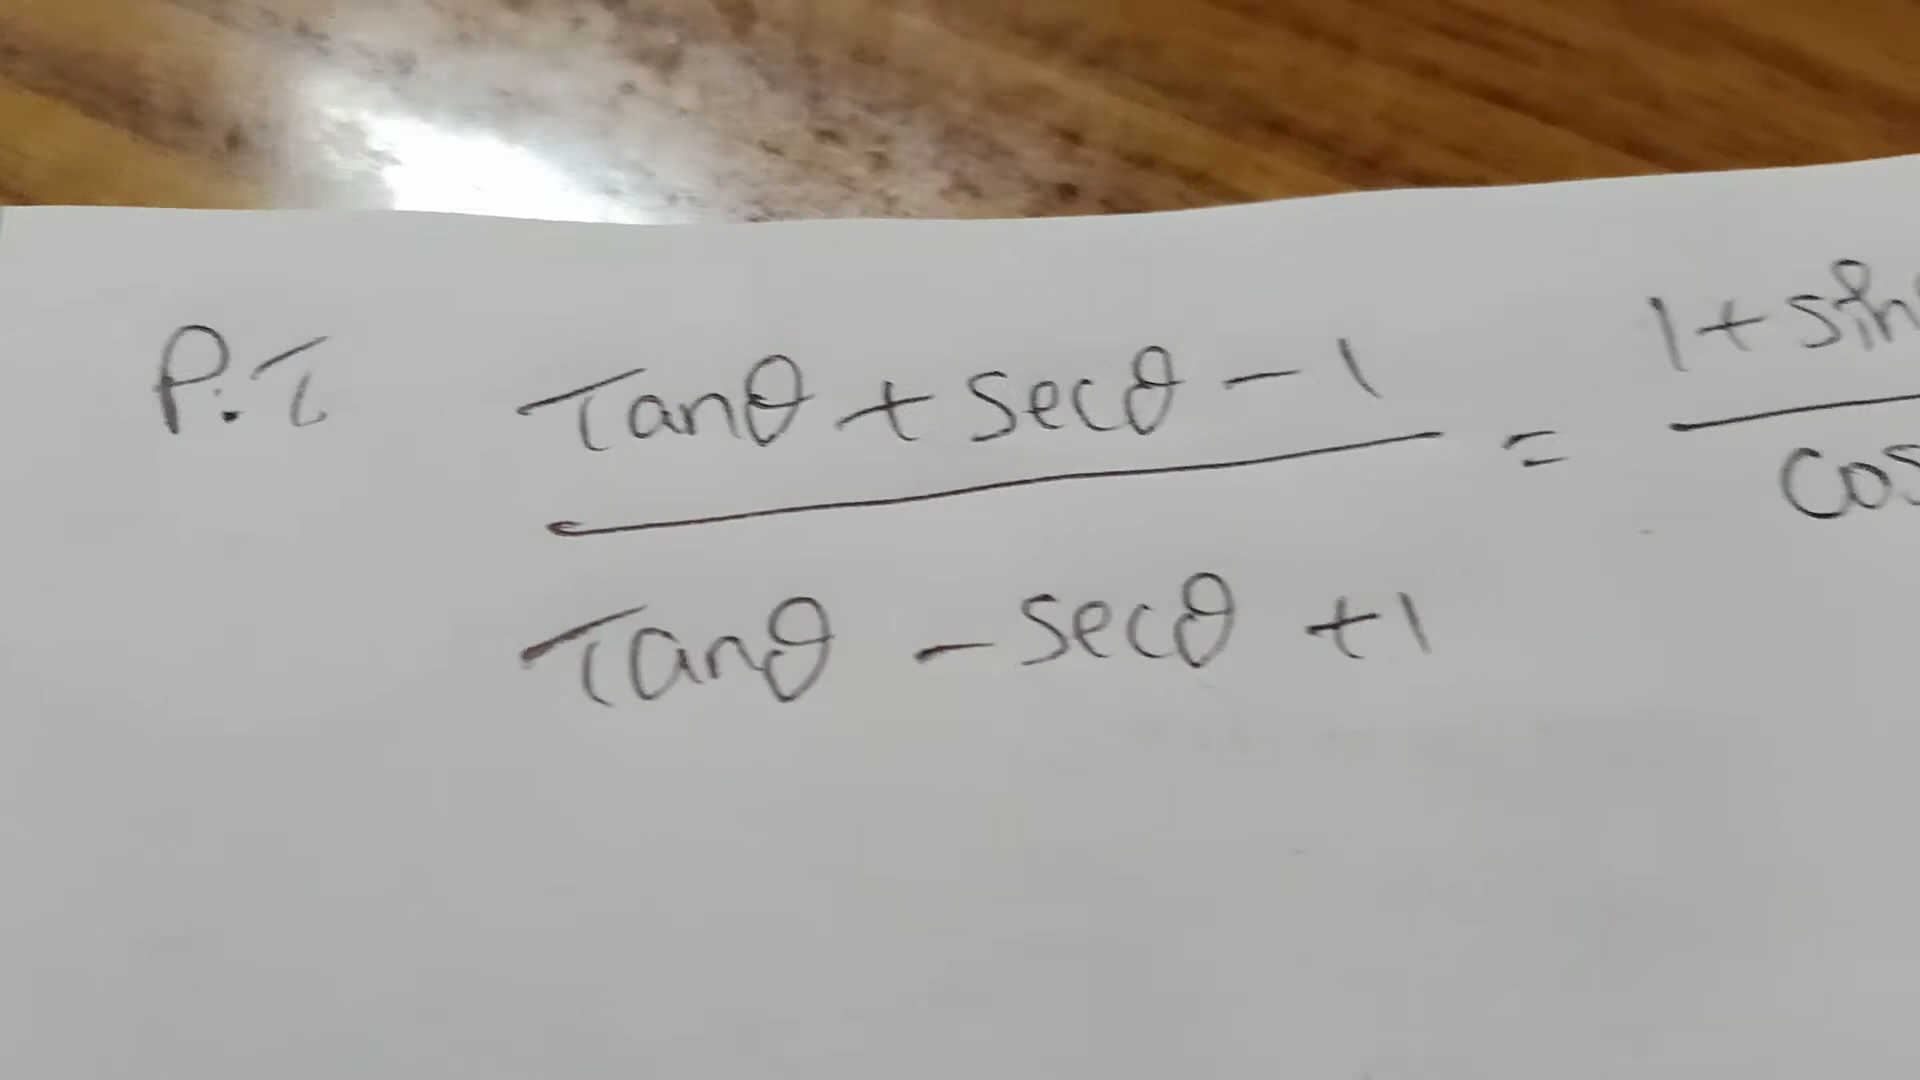 P.T Tanθ + secθ - 1 = 1 + sin
Tanθ - secθ + 1 cos